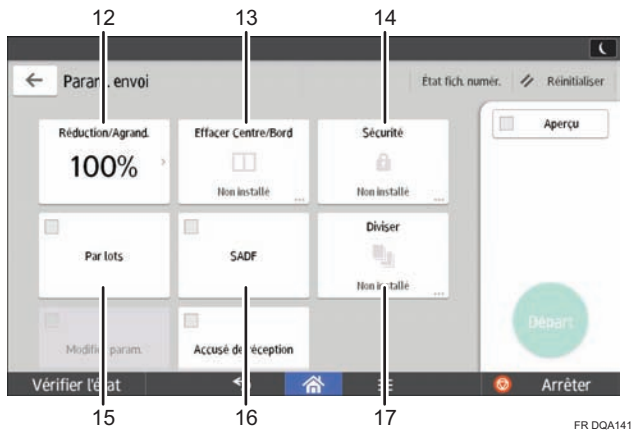 12 13 14
Param. envoi
État fich. numér. Réinitialiser
Réduction/Agrand. Effacer Centre/Bord Sécurité Aperçu
100%
Non installé Non installé
Diviser
Par lots SADF
Non installé
Départ
Modifier param. Accusé de réception
Vérifier l'état Arrêter
15 16 17
FR DQA141